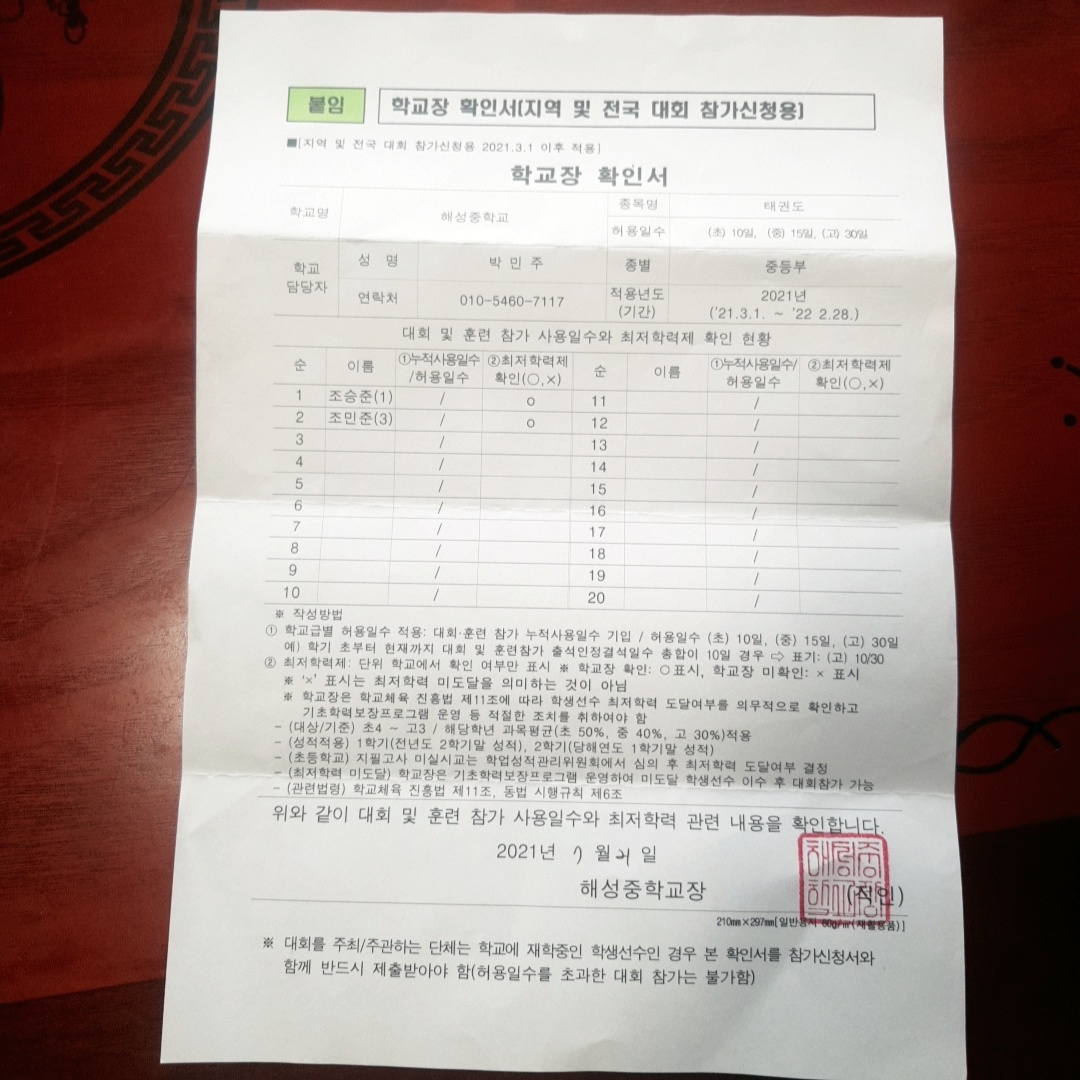 붙임 학교장 확인서(지역 및 전국 대회 참가신청용)
■[지역 및 전국 대회 참가신청용 2021.3.1 이후 적용]
학교장 확인서
학교명 해성중학교 종목명 태권도
허용일수 (초) 10일, (중) 15일, (고) 30일
학교 담당자 성 명 박 민 주 종별 중등부
연락처 010-5460-7117 적용년도 (기간) 2021년 ('21.3.1. ~ '22 2.28.)
대회 및 훈련 참가 사용일수와 최저학력제 확인 현황
순 이름 ①누적사용일수/허용일수 ②최저학력제 확인(○,×) 순 이름 ①누적사용일수/허용일수 ②최저학력제 확인(○,×)
1 조승준(1) / ○ 11 /
2 조민준(3) / ○ 12 /
3 / 13 /
4 / 14 /
5 / 15 /
6 / 16 /
7 / 17 /
8 / 18 /
9 / 19 /
10 / 20 /
※ 작성방법
① 학교급별 허용일수 적용: 대회·훈련 참가 누적사용일수 기입 / 허용일수 (초) 10일, (중) 15일, (고) 30일
예) 학기 초부터 현재까지 대회 및 훈련참가 출석인정결석일수 총합이 10일 경우 ⇨ 표기: (고) 10/30
② 최저학력제: 단위 학교에서 확인 여부만 표시 ※ 학교장 확인: ○표시, 학교장 미확인: × 표시
※ '×' 표시는 최저학력 미도달을 의미하는 것이 아님
※ 학교장은 학교체육 진흥법 제11조에 따라 학생선수 최저학력 도달여부를 의무적으로 확인하고
기초학력보장프로그램 운영 등 적절한 조치를 취하여야 함
- (대상/기준) 초4 ~ 고3 / 해당학년 과목평균(초 50%, 중 40%, 고 30%)적용
- (성적적용) 1학기(전년도 2학기말 성적), 2학기(당해연도 1학기말 성적)
- (초등학교) 지필고사 미실시교는 학업성적관리위원회에서 심의 후 최저학력 도달여부 결정
- (최저학력 미도달) 학교장은 기초학력보장프로그램 운영하여 미도달 학생선수 이수 후 대회참가 가능
- (관련법령) 학교체육 진흥법 제11조, 동법 시행규칙 제6조
위와 같이 대회 및 훈련 참가 사용일수와 최저학력 관련 내용을 확인합니다.
2021년 7 월 21 일
해성중학교장 (직인)
210㎜×297㎜[일반용지 60g/㎡(재활용품)]
※ 대회를 주최/주관하는 단체는 학교에 재학중인 학생선수인 경우 본 확인서를 참가신청서와
함께 반드시 제출받아야 함(허용일수를 초과한 대회 참가는 불가함)